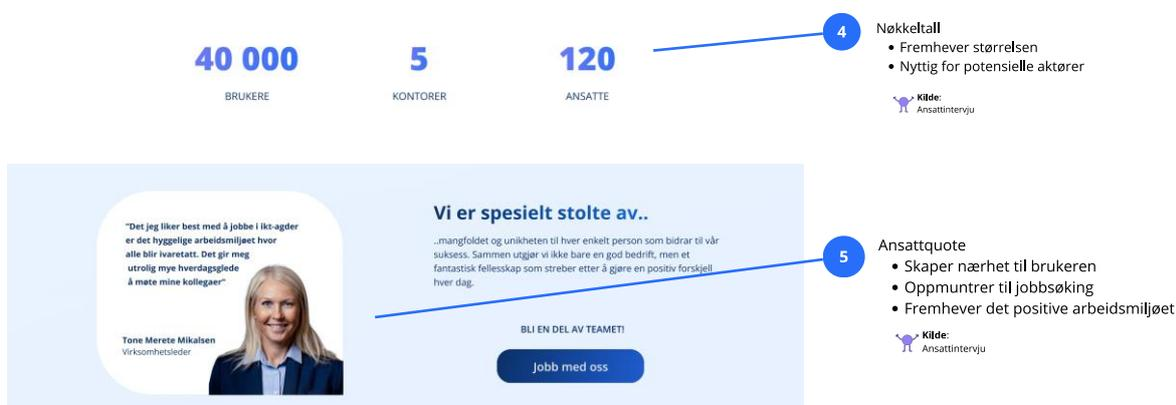 40 000
5
120
BRUKERE
KONTORER
ANSATTE
4
Nøkkeltall
• Fremhever størrelsen
• Nyttig for potensielle aktører
Kilde:
Ansattintervju
"Det jeg liker best med å jobbe i ikt-agder
er det hyggelige arbeidsmiljøet hvor
alle blir ivaretatt. Det gir meg
utrolig mye hverdagsglede
å møte mine kollegaer"
Tone Merete Mikalsen
Virksomhetsleder
Vi er spesielt stolte av..
..mangfoldet og unikheten til hver enkelt person som bidrar til vår
suksess. Sammen utgjør vi ikke bare en god bedrift, men et
fantastisk fellesskap som streber etter å gjøre en positiv forskjell
hver dag.
BLI EN DEL AV TEAMET!
Jobb med oss
5
Ansattquote
• Skaper nærhet til brukeren
• Oppmuntrer til jobbsøking
• Fremhever det positive arbeidsmiljøet
Kilde:
Ansattintervju